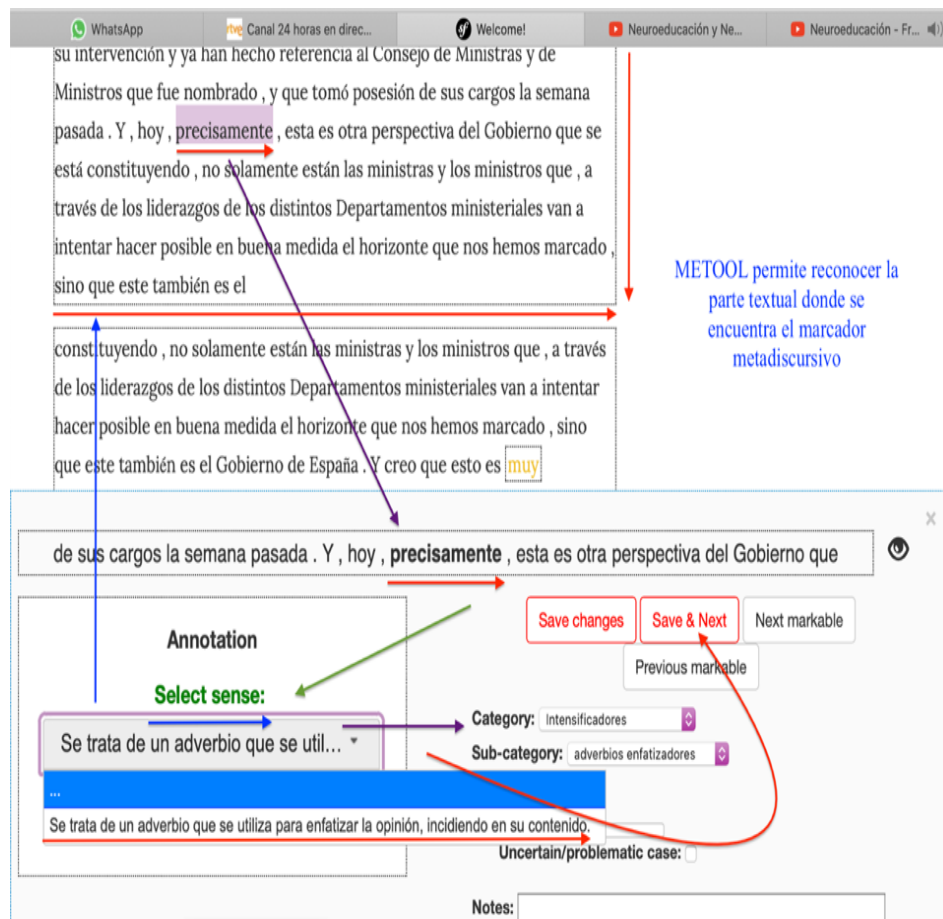 WhatsApp
rtve Canal 24 horas en direc...
sf Welcome!
Neuroeducación y Ne...
Neuroeducación - Fr...
su intervención y ya han hecho referencia al Consejo de Ministras y de
Ministros que fue nombrado , y que tomó posesión de sus cargos la semana
pasada . Y , hoy , precisamente , esta es otra perspectiva del Gobierno que se
está constituyendo , no solamente están las ministras y los ministros que , a
través de los liderazgos de los distintos Departamentos ministeriales van a
intentar hacer posible en buena medida el horizonte que nos hemos marcado ,
sino que este también es el
METOOL permite reconocer la
parte textual donde se
encuentra el marcador
metadiscursivo
constituyendo , no solamente están las ministras y los ministros que , a través
de los liderazgos de los distintos Departamentos ministeriales van a intentar
hacer posible en buena medida el horizonte que nos hemos marcado , sino
que este también es el Gobierno de España . Y creo que esto es muy
×
de sus cargos la semana pasada . Y , hoy , precisamente , esta es otra perspectiva del Gobierno que
Annotation
Select sense:
Se trata de un adverbio que se util...
...
Se trata de un adverbio que se utiliza para enfatizar la opinión, incidiendo en su contenido.
Save changes
Save & Next
Next markable
Previous markable
Category: Intensificadores
Sub-category: adverbios enfatizadores
Uncertain/problematic case:
Notes: